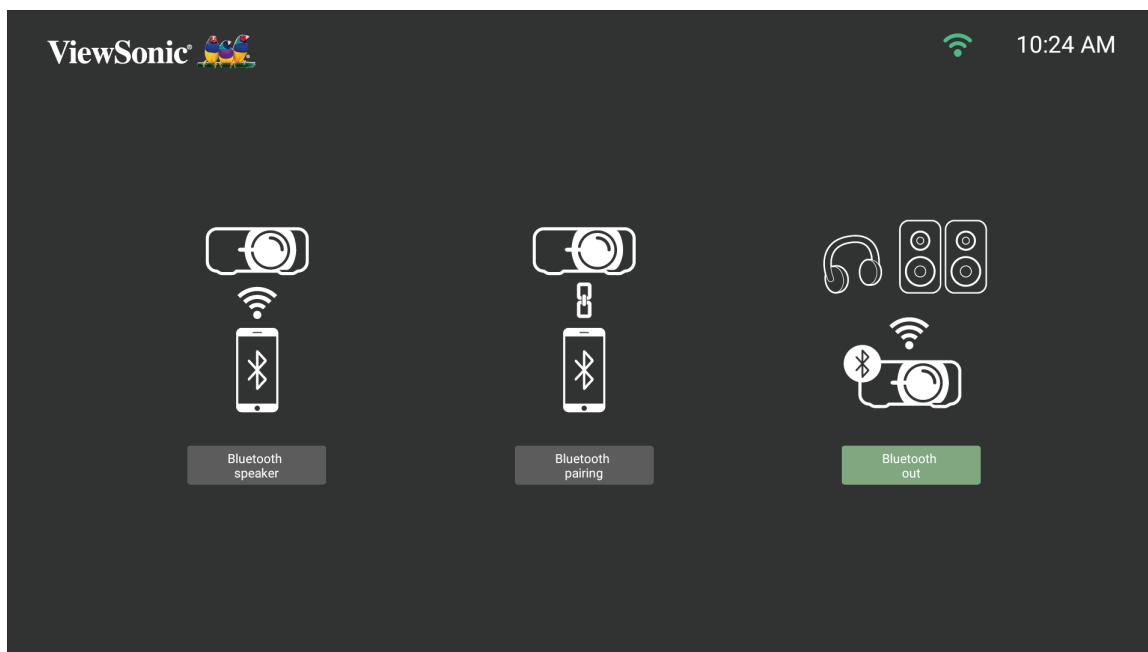 ViewSonic®
10:24 AM
Bluetooth
speaker
Bluetooth
pairing
Bluetooth
out